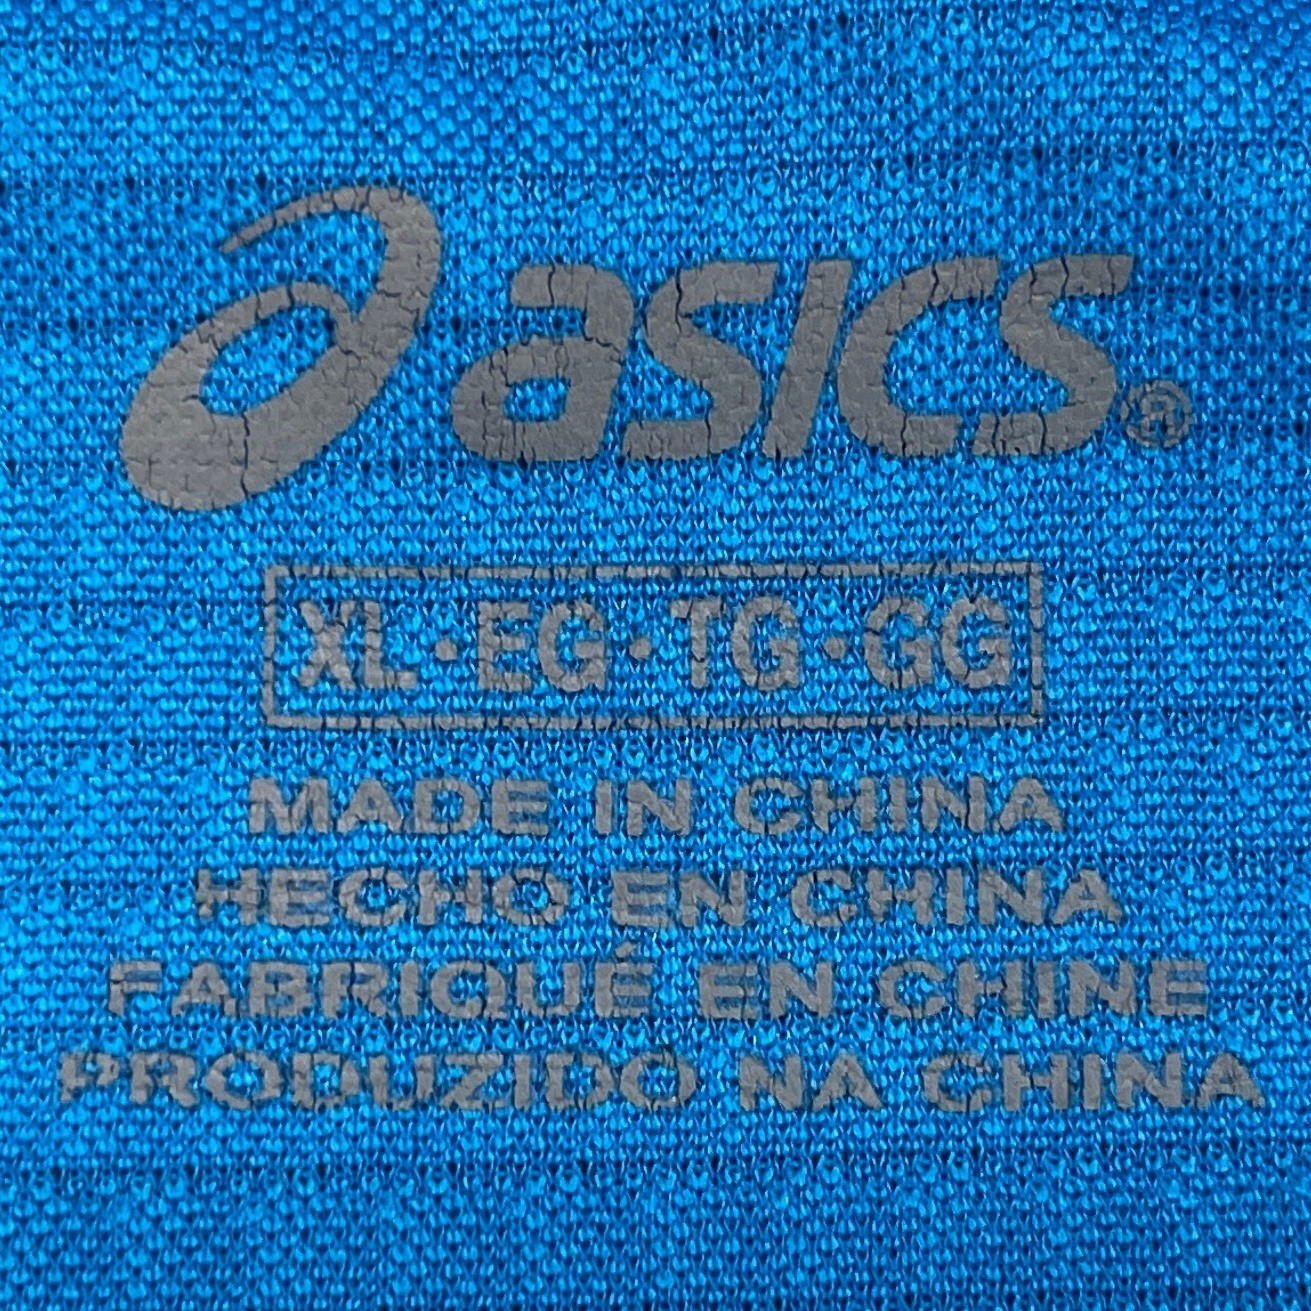 asics®
XL·EG·TG·GG
MADE IN CHINA
HECHO EN CHINA
FABRIQUÉ EN CHINE
PRODUZIDO NA CHINA